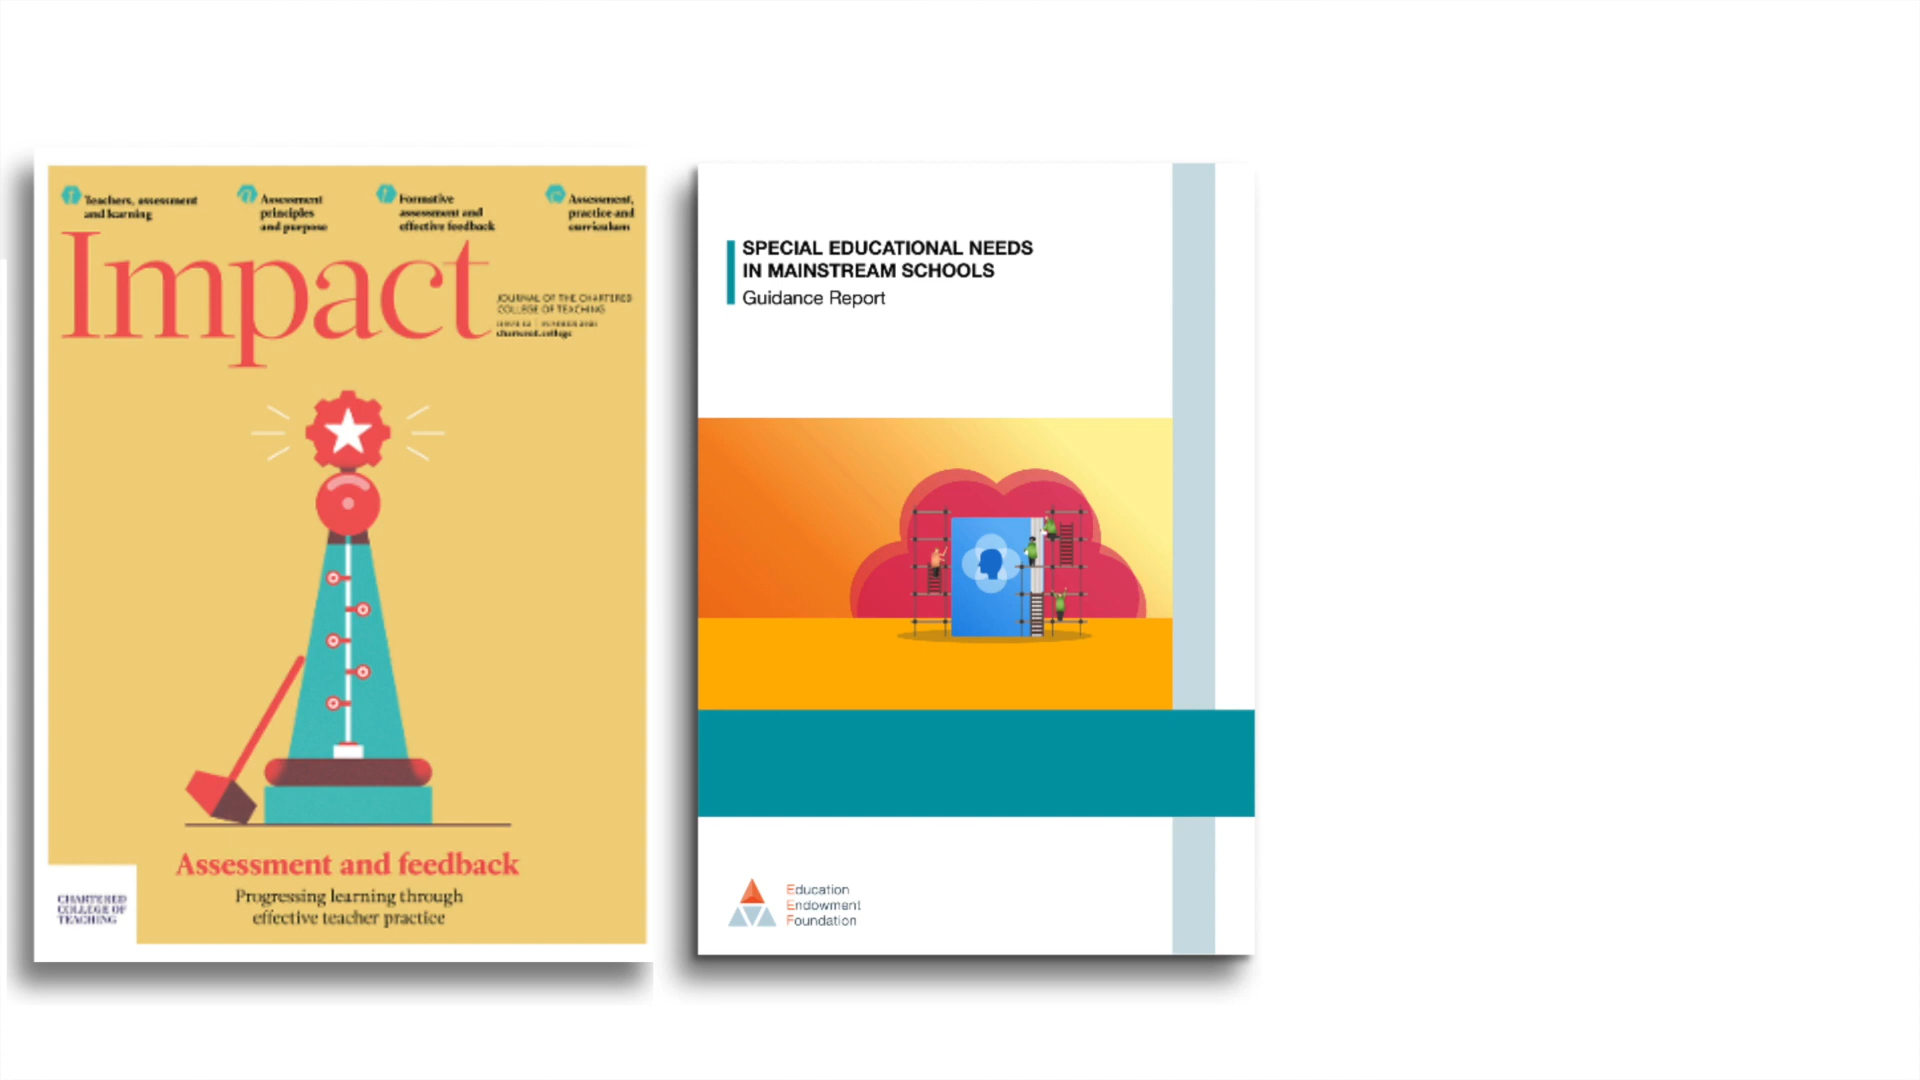 Teachers, assessment
and learning
Assessment
principles
and purpose
Formative
assessment and
effective feedback
Assessment,
practice and
curriculum
Impact
JOURNAL OF THE CHARTERED
COLLEGE OF TEACHING
chartered.college
Assessment and feedback
Progressing learning through
effective teacher practice
CHARTERED
COLLEGE OF
TEACHING
SPECIAL EDUCATIONAL NEEDS
IN MAINSTREAM SCHOOLS
Guidance Report
Education
Endowment
Foundation